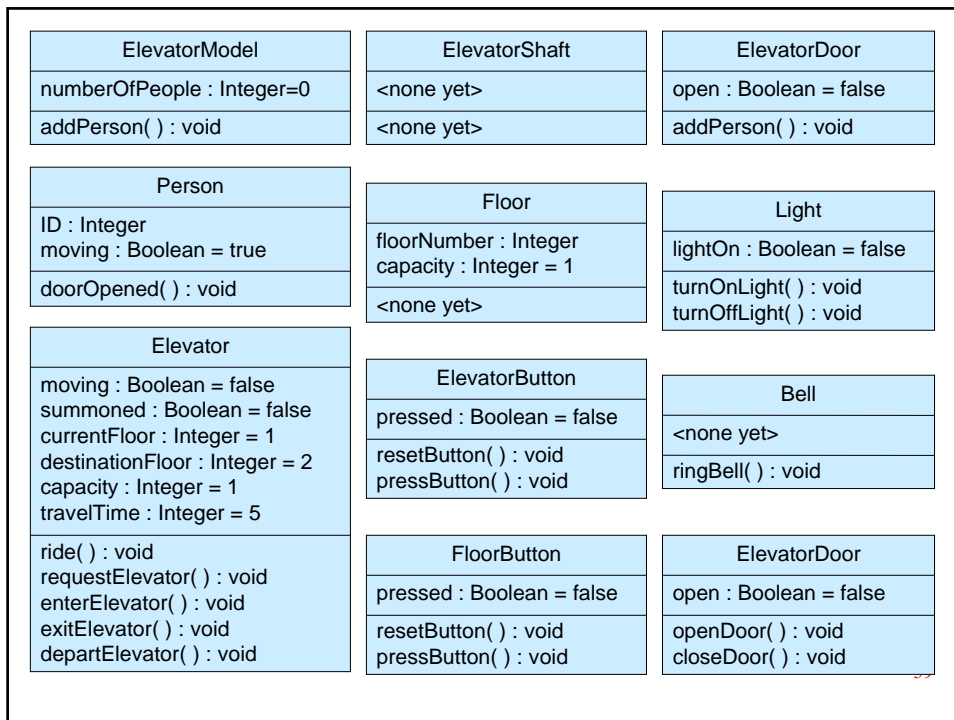 ElevatorModel
numberOfPeople : Integer=0
addPerson( ) : void
ElevatorShaft
<none yet>
<none yet>
ElevatorDoor
open : Boolean = false
addPerson( ) : void
Person
ID : Integer
moving : Boolean = true
doorOpened( ) : void
Floor
floorNumber : Integer
capacity : Integer = 1
<none yet>
Light
lightOn : Boolean = false
turnOnLight( ) : void
turnOffLight( ) : void
Elevator
moving : Boolean = false
summoned : Boolean = false
currentFloor : Integer = 1
destinationFloor : Integer = 2
capacity : Integer = 1
travelTime : Integer = 5
ride( ) : void
requestElevator( ) : void
enterElevator( ) : void
exitElevator( ) : void
departElevator( ) : void
ElevatorButton
pressed : Boolean = false
resetButton( ) : void
pressButton( ) : void
Bell
<none yet>
ringBell( ) : void
FloorButton
pressed : Boolean = false
resetButton( ) : void
pressButton( ) : void
ElevatorDoor
open : Boolean = false
openDoor( ) : void
closeDoor( ) : void